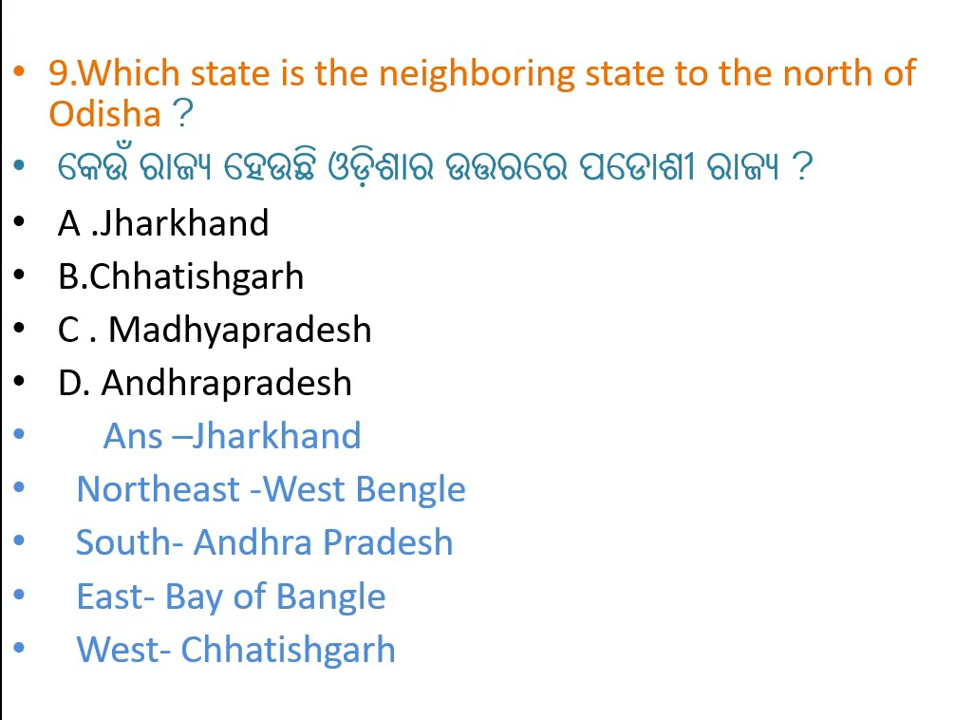 9.Which state is the neighboring state to the north of
Odisha ?
କେଉଁ ରାଜ୍ୟ ହେଉଛି ଓଡ଼ିଶାର ଉତ୍ତରରେ ପଡୋଶୀ ରାଜ୍ୟ ?
A .Jharkhand
B.Chhatishgarh
C . Madhyapradesh
D. Andhrapradesh
Ans –Jharkhand
Northeast -West Bengle
South- Andhra Pradesh
East- Bay of Bangle
West- Chhatishgarh